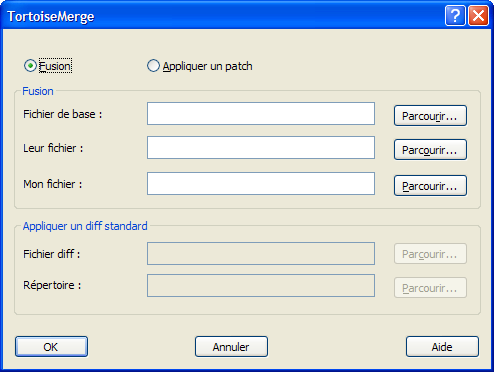 TortoiseMerge
Fusion Appliquer un patch
Fusion
Fichier de base : Parcourir...
Leur fichier : Parcourir...
Mon fichier : Parcourir...
Appliquer un diff standard
Fichier diff : Parcourir...
Répertoire : Parcourir...
OK Annuler Aide